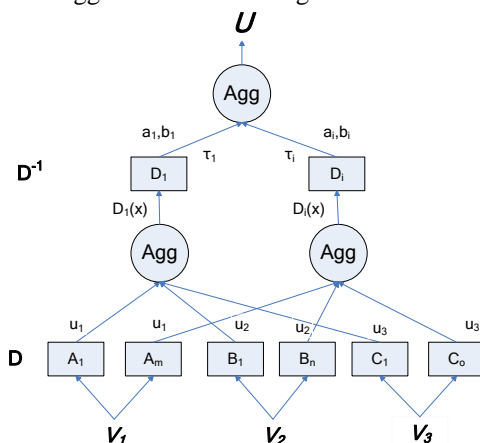 U
Agg
a₁,b₁ aᵢ,bᵢ
τ₁ τᵢ
D⁻¹ D₁ Dᵢ
D₁(x) Dᵢ(x)
Agg Agg
u₁ u₁ u₂ u₂ u₃ u₃
D A₁ Aₘ B₁ Bₙ C₁ Cₒ
V₁ V₂ V₃